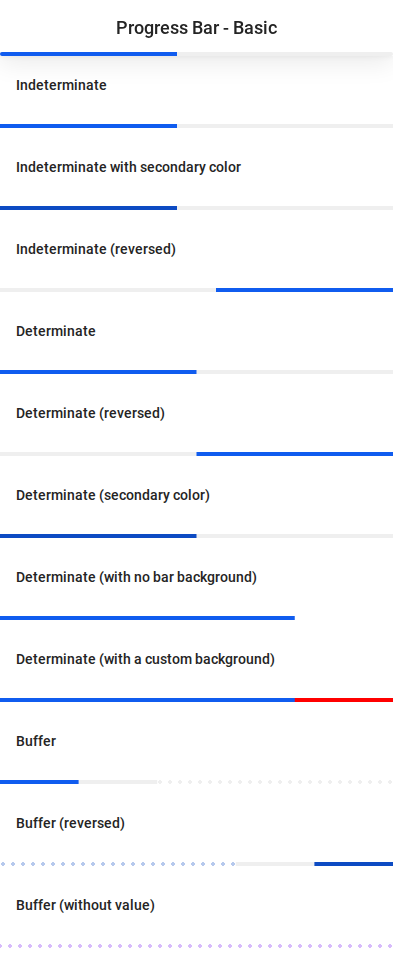 Progress Bar - Basic
Indeterminate
Indeterminate with secondary color
Indeterminate (reversed)
Determinate
Determinate (reversed)
Determinate (secondary color)
Determinate (with no bar background)
Determinate (with a custom background)
Buffer
Buffer (reversed)
Buffer (without value)